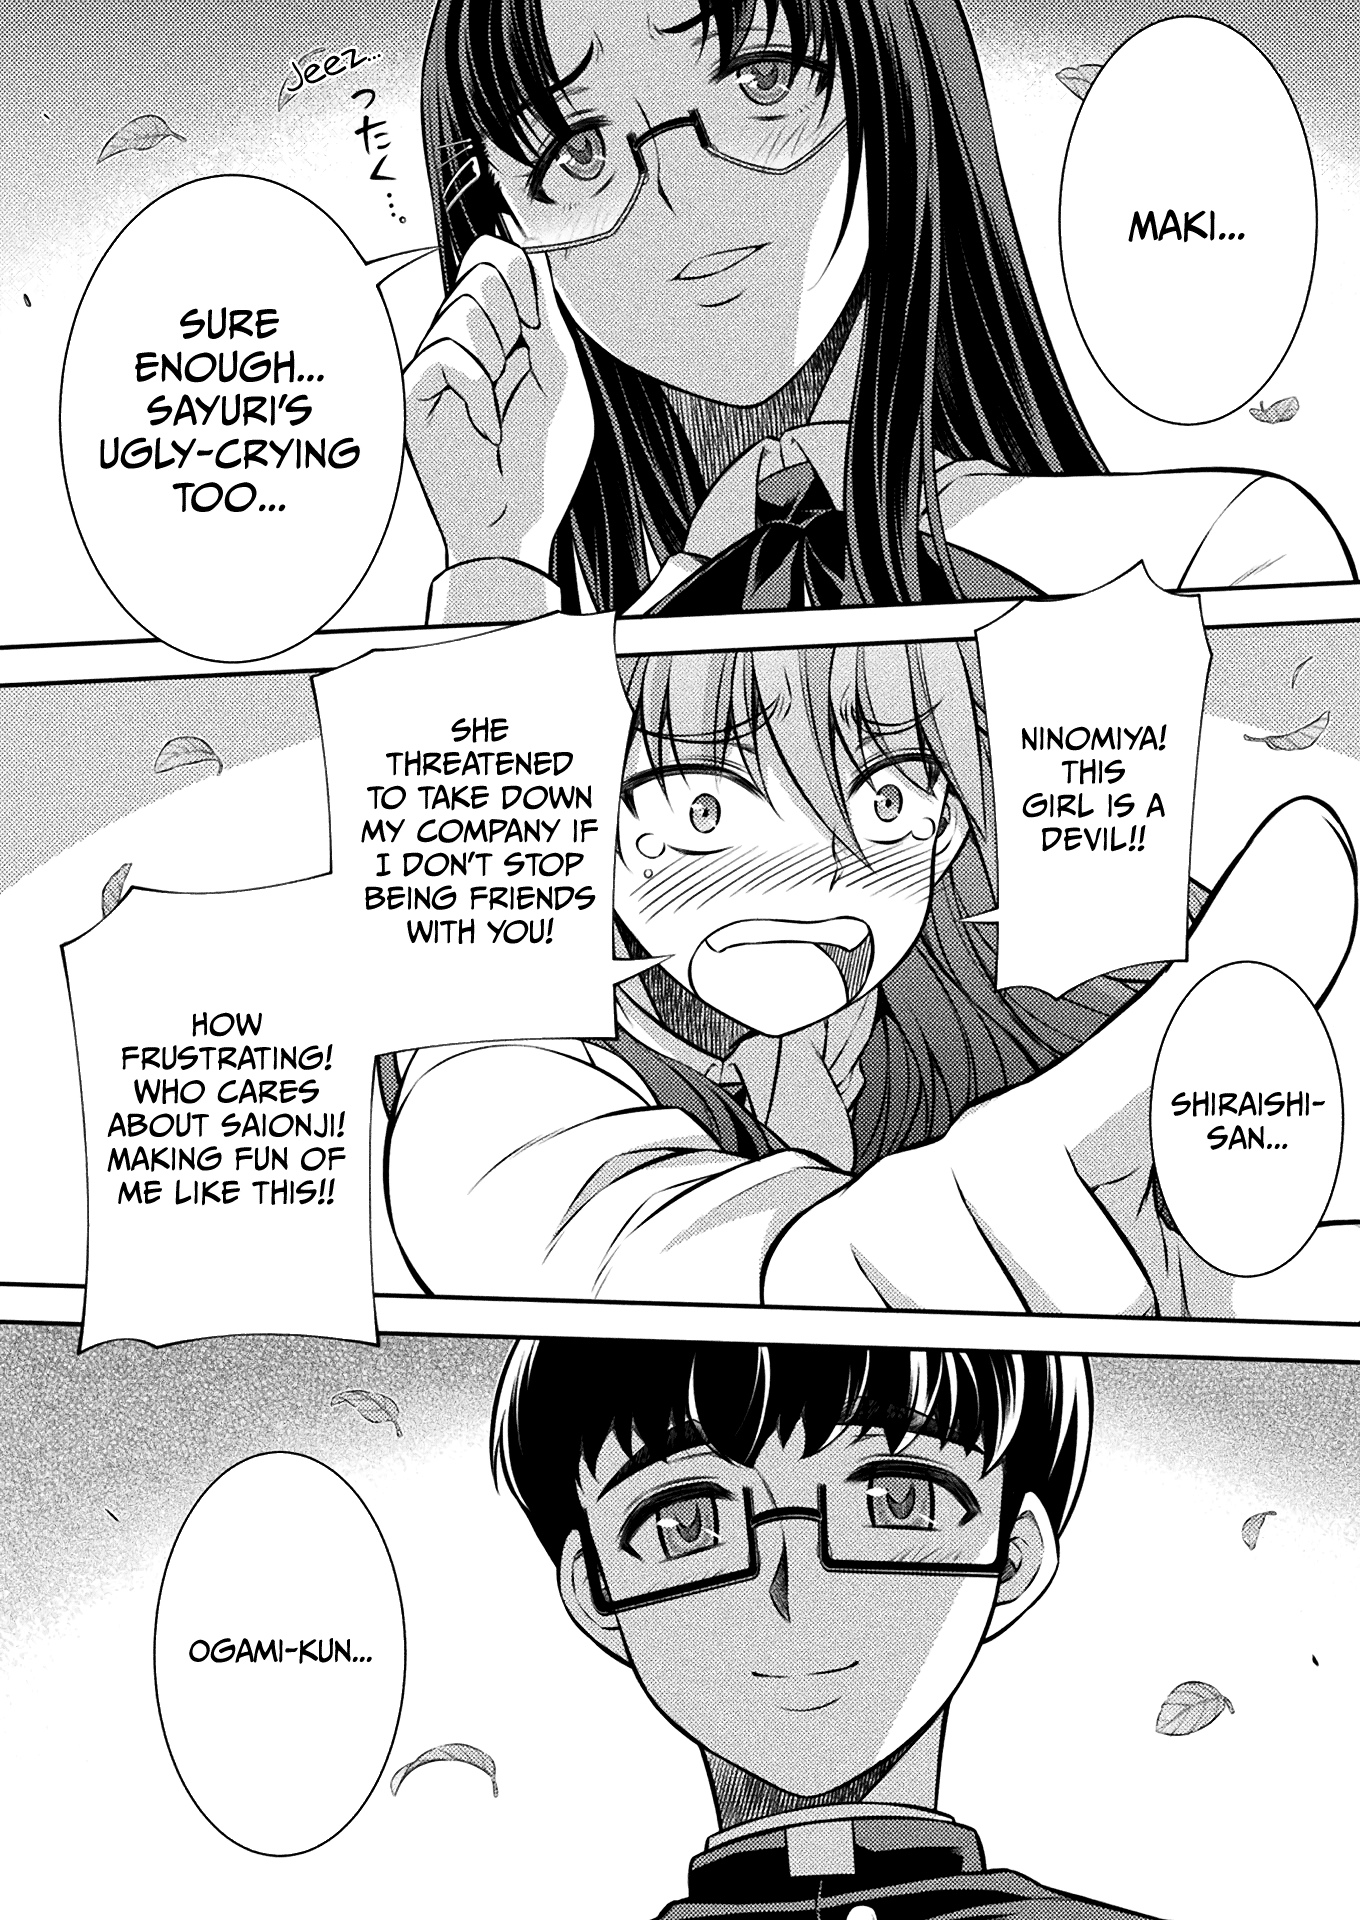 MAKI...
Jeez...
ったく…。
SURE
ENOUGH...
SAYURI'S
UGLY-CRYING
TOO...
NINOMIYA!
THIS
GIRL IS A
DEVIL!!
SHE
THREATENED
TO TAKE DOWN
MY COMPANY IF
I DON'T STOP
BEING FRIENDS
WITH YOU!
HOW
FRUSTRATING!
WHO CARES
ABOUT SAIONJI!
MAKING FUN OF
ME LIKE THIS!!
SHIRAISHI-
SAN...
OGAMI-KUN...